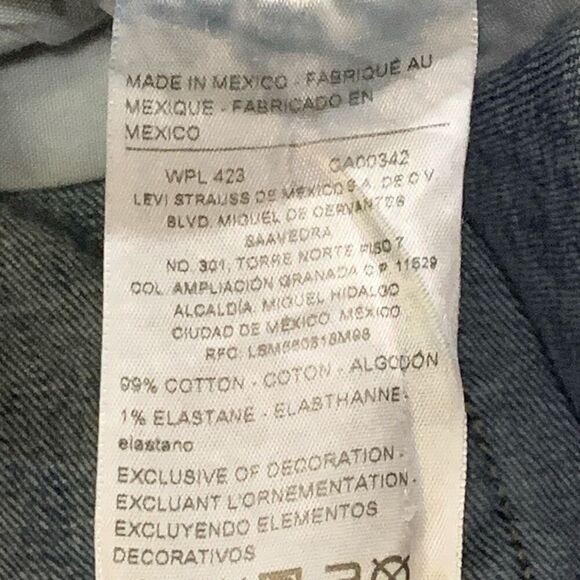 MADE IN MEXICO - FABRIQUÉ AU
MEXIQUE - FABRICADO EN
MEXICO
WPL 423 CA00342
LEVI STRAUSS DE MEXICO S.A. DE C.V.
BLVD. MIGUEL DE CERVANTES
SAAVEDRA
NO. 301, TORRE NORTE PISO 7
COL. AMPLIACIÓN GRANADA C.P. 11529
ALCALDÍA. MIGUEL HIDALGO
CIUDAD DE MÉXICO. MÉXICO.
99% COTTON - COTON - ALGODÓN
1% ELASTANE - ELASTHANNE -
elastano
EXCLUSIVE OF DECORATION -
EXCLUANT L'ORNEMENTATION -
EXCLUYENDO ELEMENTOS
DECORATIVOS